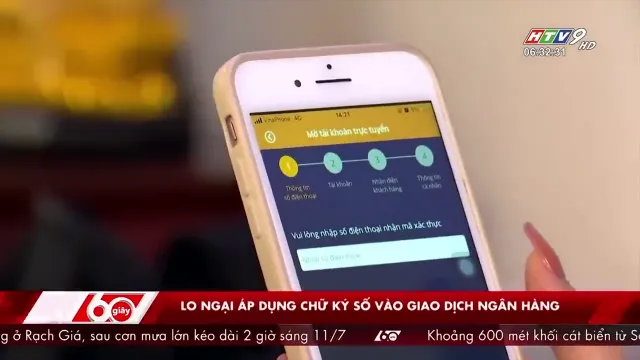 HTV9 HD
06:32:31
VinaPhone 4G
14:21
Mở tài khoản trực tuyến
1 2 3 4
Thông tin số điện thoại
Tài khoản
Nhận diện khách hàng
Thông tin cá nhân
Vui lòng nhập số điện thoại nhận mã xác thực
60 giây
LO NGẠI ÁP DỤNG CHỮ KÝ SỐ VÀO GIAO DỊCH NGÂN HÀNG
g ở Rạch Giá, sau cơn mưa lớn kéo dài 2 giờ sáng 11/7 60 Khoảng 600 mét khối cát biển từ S